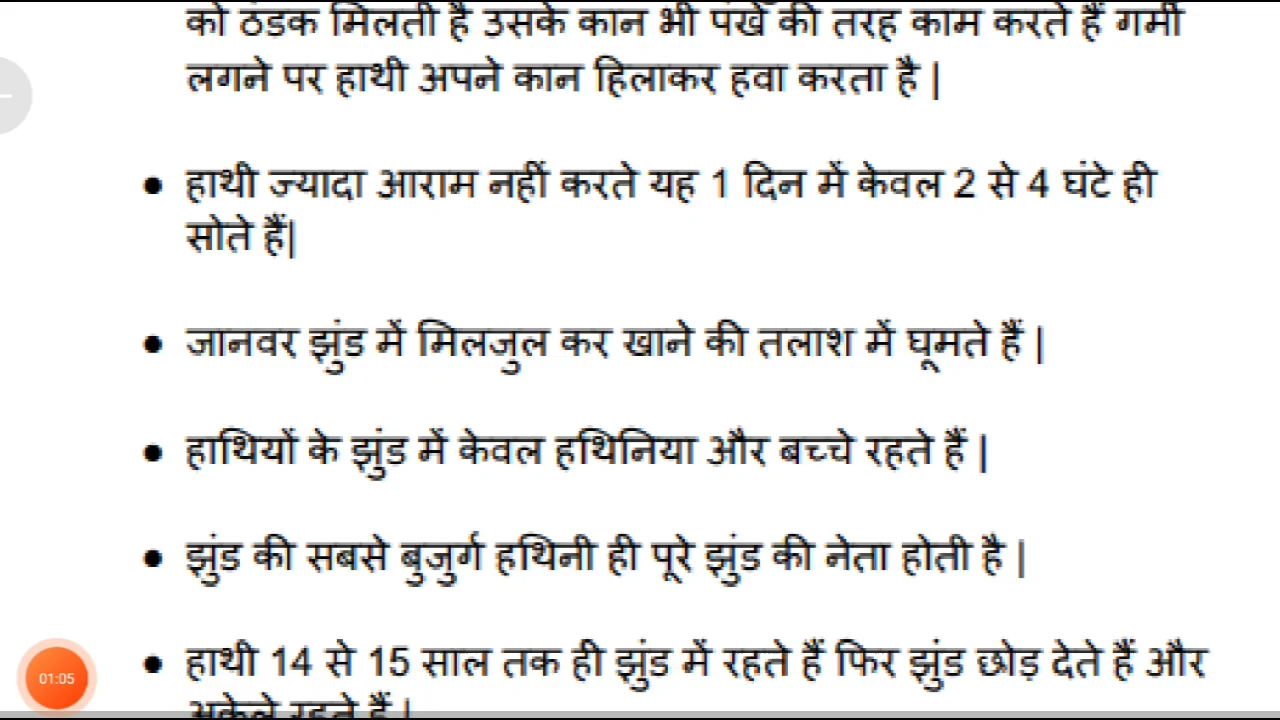 को ठंडक मिलती है उसके कान भी पंखे की तरह काम करते हैं गर्मी
लगने पर हाथी अपने कान हिलाकर हवा करता है |
● हाथी ज्यादा आराम नहीं करते यह 1 दिन में केवल 2 से 4 घंटे ही
सोते हैं|
● जानवर झुंड में मिलजुल कर खाने की तलाश में घूमते हैं |
● हाथियों के झुंड में केवल हथिनिया और बच्चे रहते हैं |
● झुंड की सबसे बुजुर्ग हथिनी ही पूरे झुंड की नेता होती है |
● हाथी 14 से 15 साल तक ही झुंड में रहते हैं फिर झुंड छोड़ देते हैं और
अकेले रहते हैं |
01:05